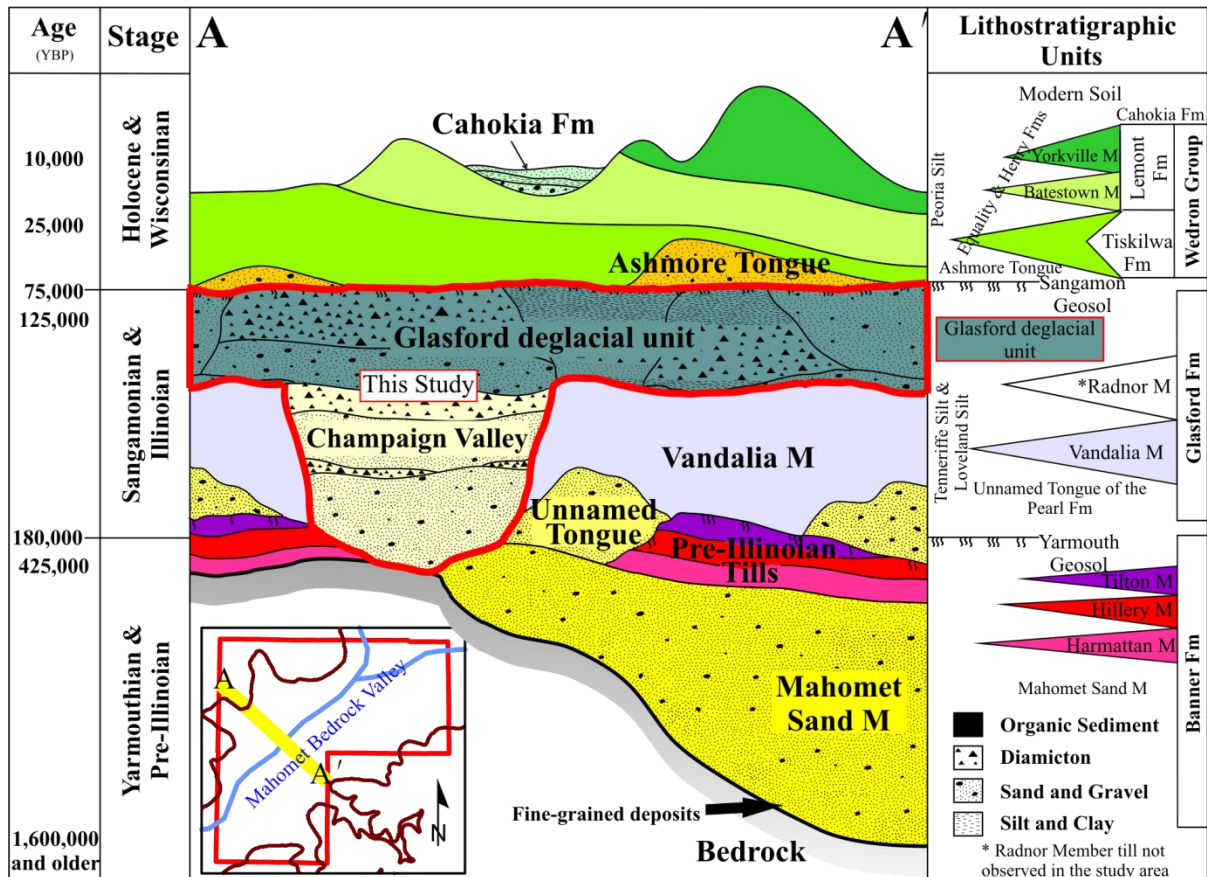 Age
(YBP)
Stage
A
A'
Lithostratigraphic
Units
10,000
25,000
75,000
125,000
180,000
425,000
1,600,000
and older
Holocene &
Wisconsinan
Sangamonian &
Illinoian
Yarmouthian &
Pre-Illinoian
Cahokia Fm
Ashmore Tongue
Glasford deglacial unit
This Study
Champaign Valley
Vandalia M
Unnamed
Tongue
Pre-Illinoian
Tills
Mahomet
Sand M
Fine-grained deposits
Bedrock
A
Mahomet Bedrock Valley
A'
N
Modern Soil
Cahokia Fm
Peoria Silt
Equality & Henry Fms
Yorkville M
Batestown M
Lemont
Fm
Tiskilwa
Fm
Wedron Group
Ashmore Tongue
Sangamon
Geosol
Glasford deglacial
unit
*Radnor M
Tenneriffe Silt &
Loveland Silt
Vandalia M
Unnamed Tongue of the
Pearl Fm
Glasford Fm
Yarmouth
Geosol
Tilton M
Hillery M
Harmattan M
Mahomet Sand M
Banner Fm
Organic Sediment
Diamicton
Sand and Gravel
Silt and Clay
* Radnor Member till not
observed in the study area